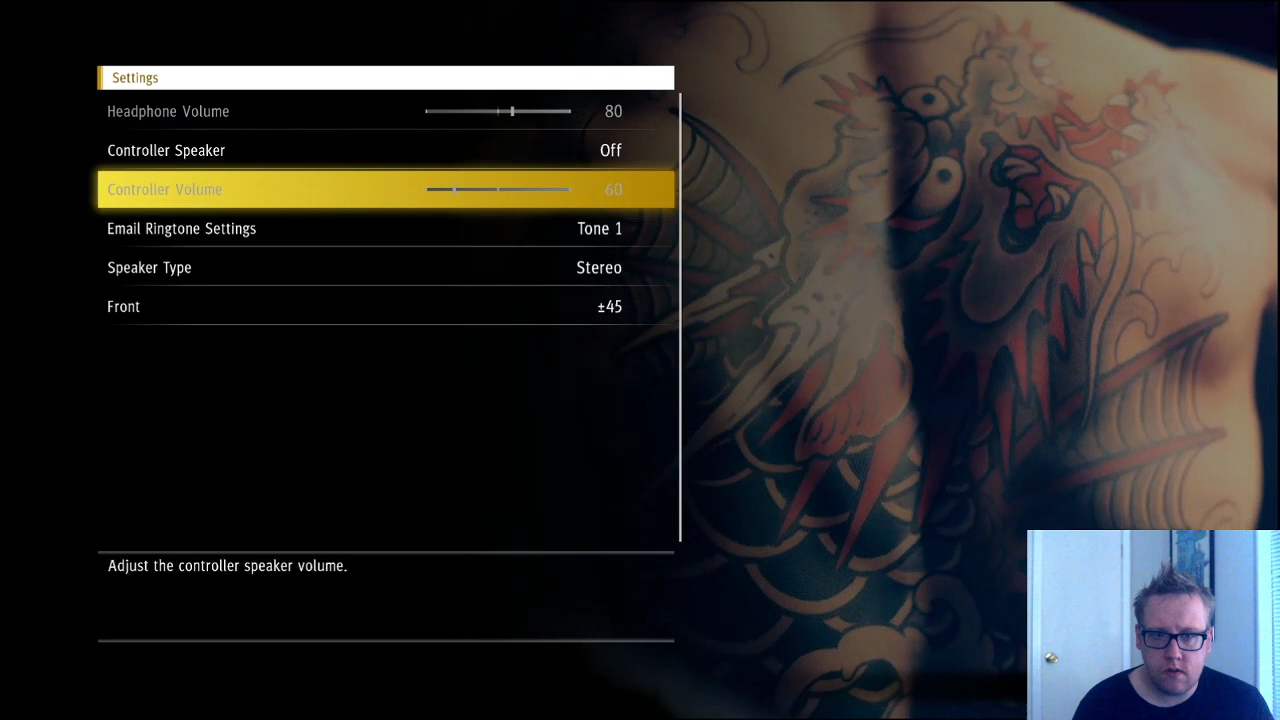 Settings
Headphone Volume 80
Controller Speaker Off
Controller Volume 60
Email Ringtone Settings Tone 1
Speaker Type Stereo
Front ±45
Adjust the controller speaker volume.